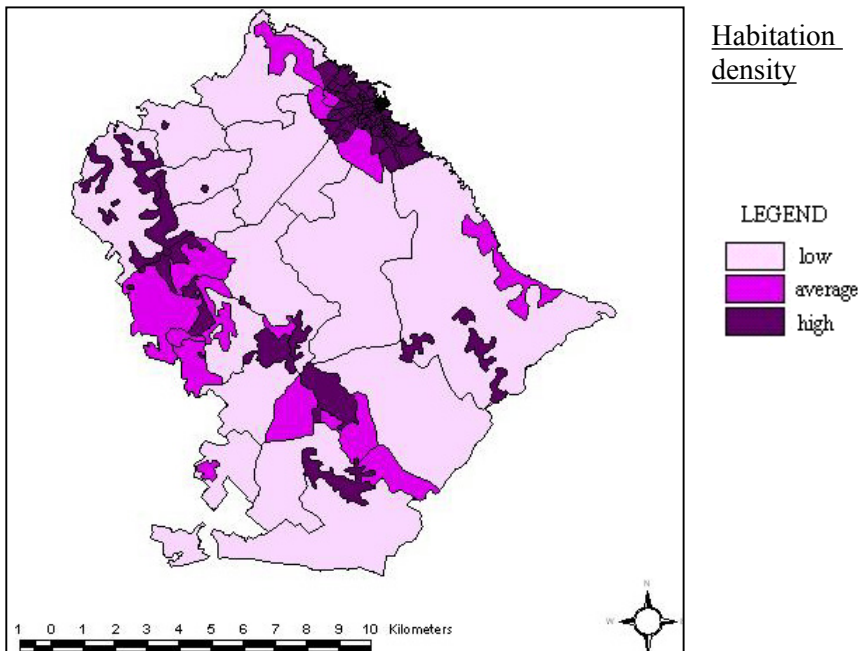 Habitation
density
LEGEND
low
average
high
N
W
1 0 1 2 3 4 5 6 7 8 9 10 Kilometers